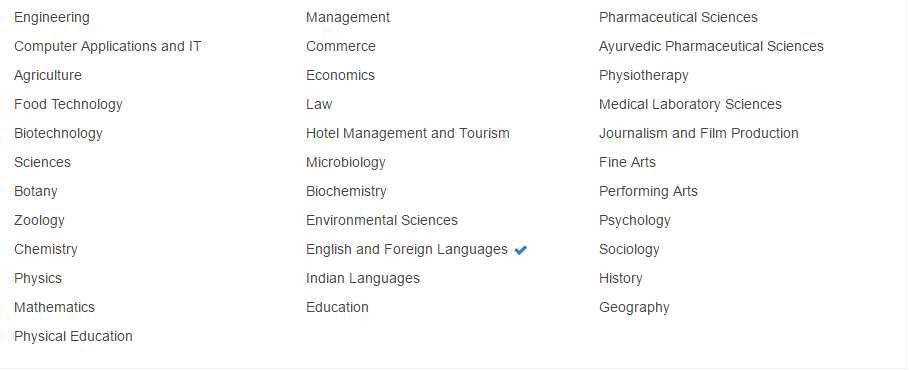 Engineering
Computer Applications and IT
Agriculture
Food Technology
Biotechnology
Sciences
Botany
Zoology
Chemistry
Physics
Mathematics
Physical Education
Management
Commerce
Economics
Law
Hotel Management and Tourism
Microbiology
Biochemistry
Environmental Sciences
English and Foreign Languages
Indian Languages
Education
Pharmaceutical Sciences
Ayurvedic Pharmaceutical Sciences
Physiotherapy
Medical Laboratory Sciences
Journalism and Film Production
Fine Arts
Performing Arts
Psychology
Sociology
History
Geography